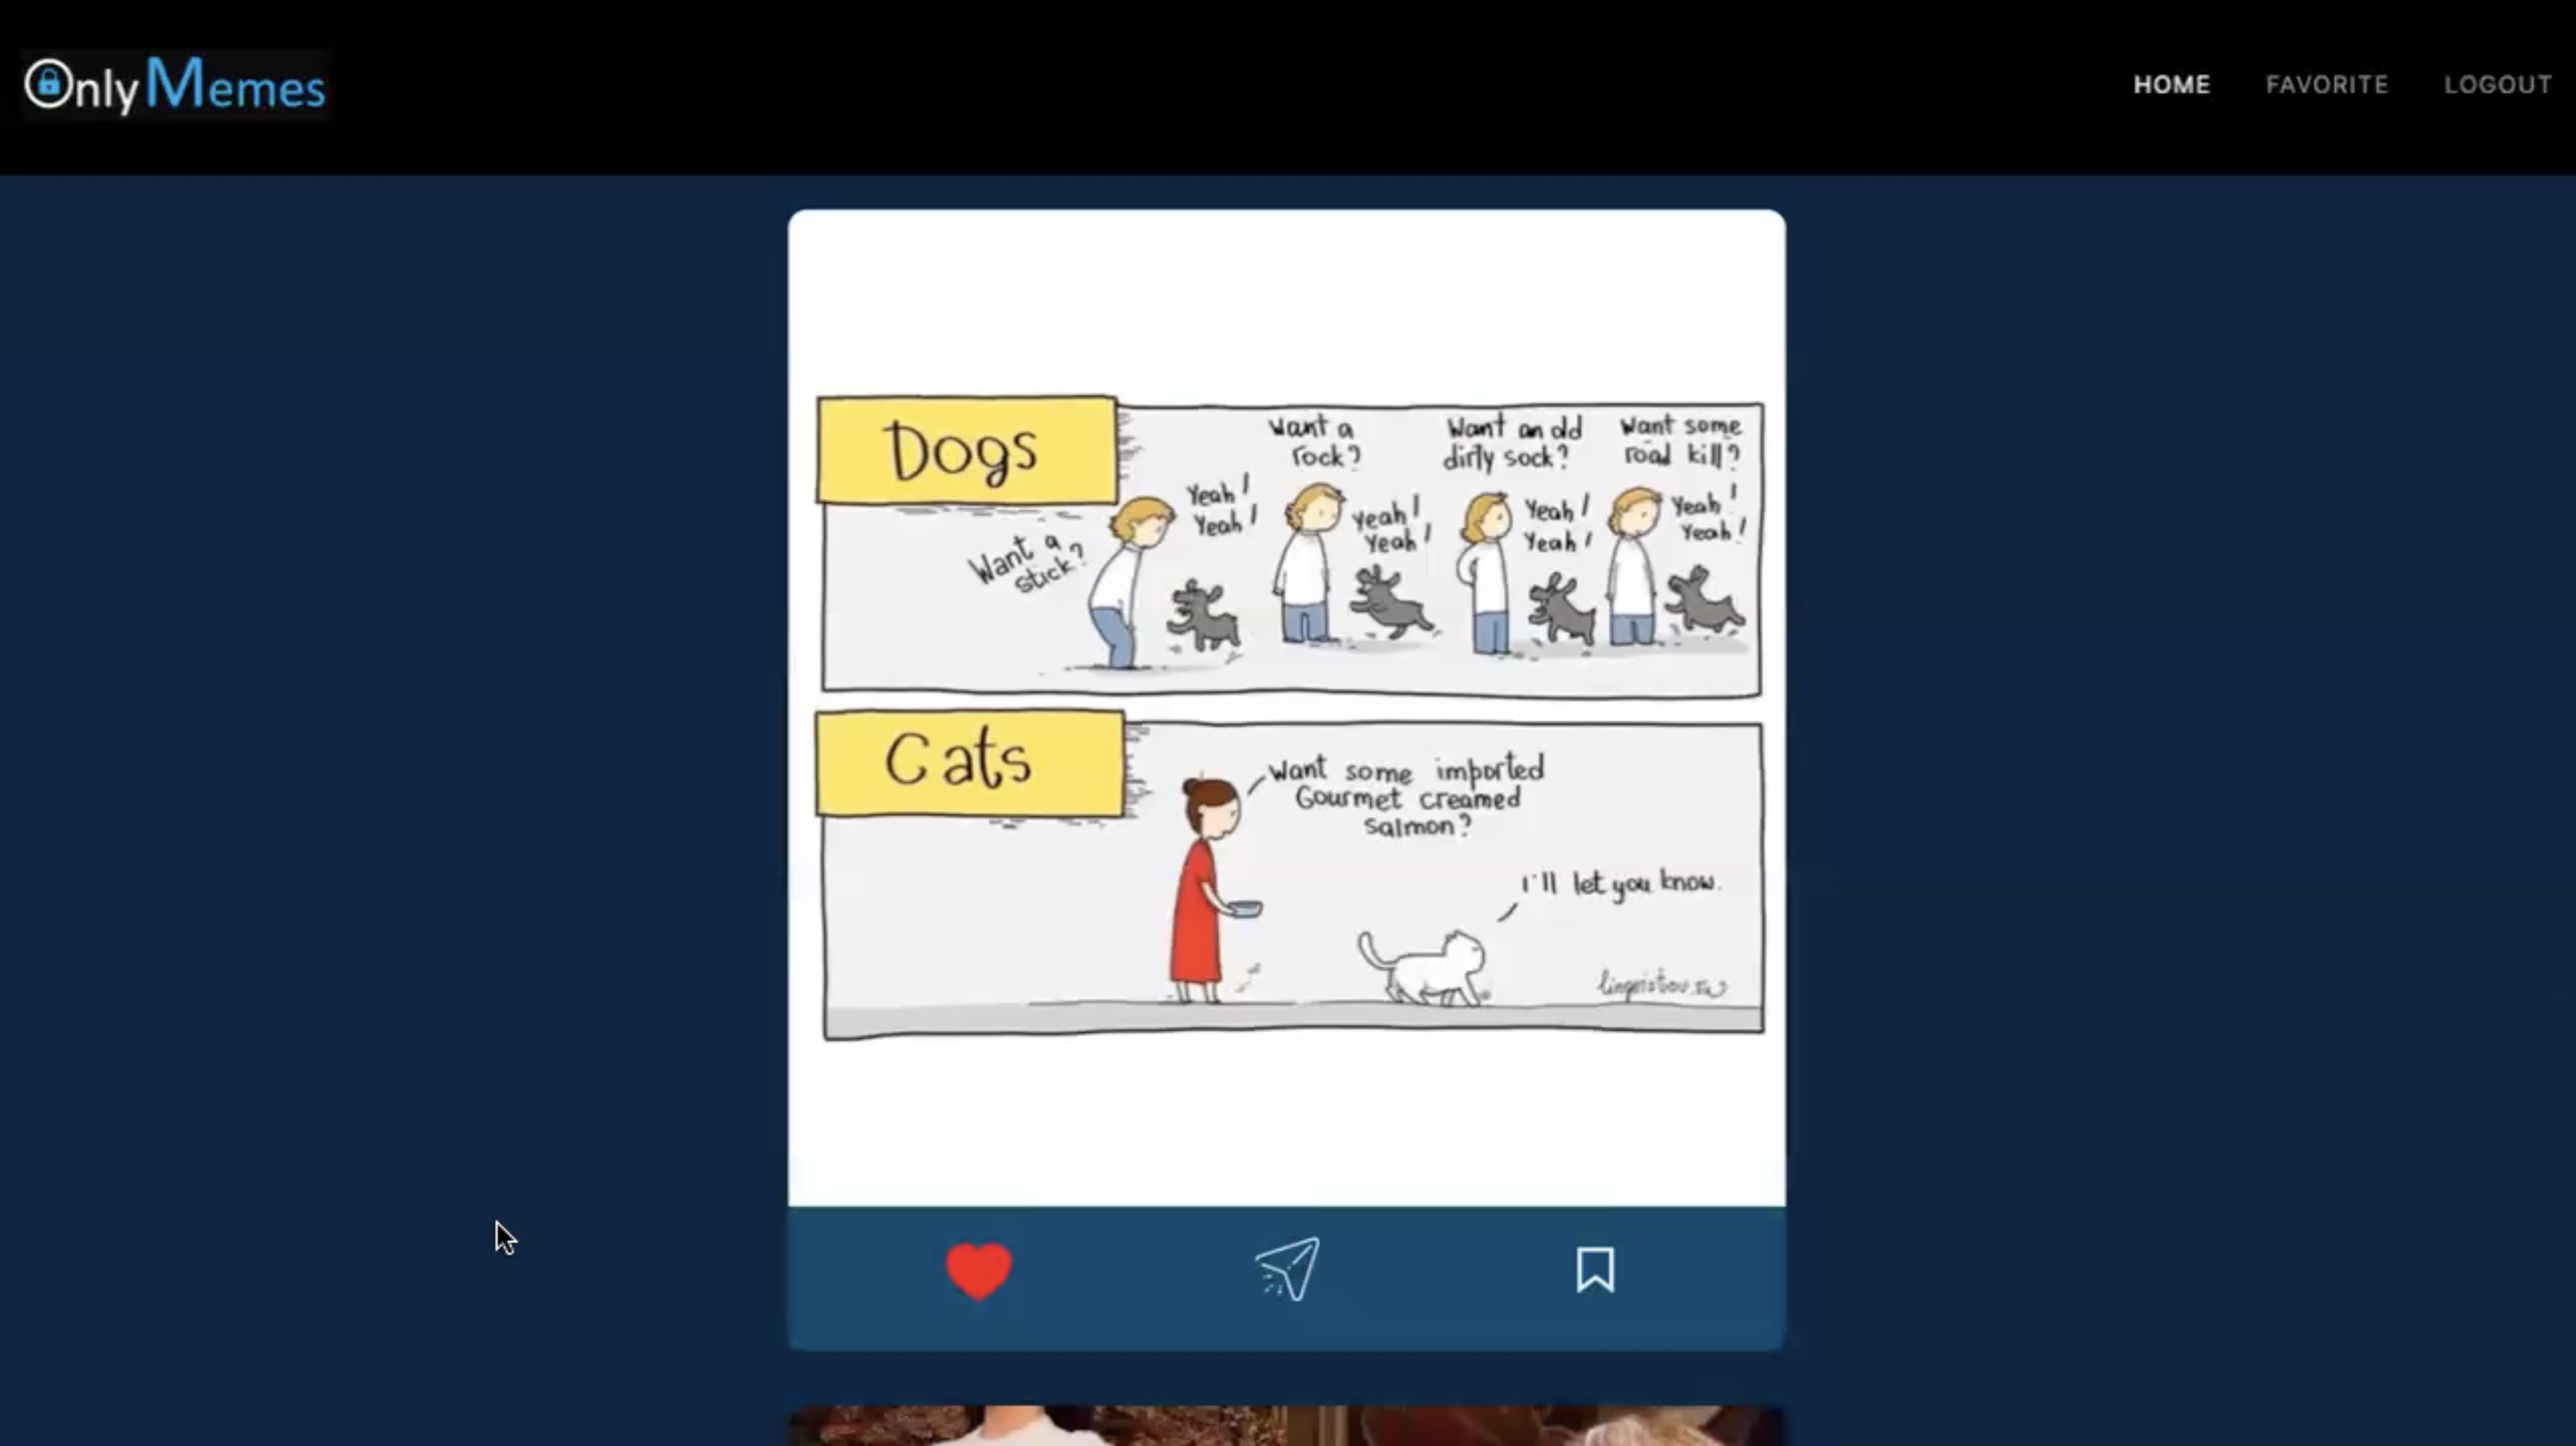 OnlyMemes
HOME FAVORITE LOGOUT
Dogs
Want a
stick?
Yeah!
Yeah!
Want a
rock?
Yeah!
Yeah!
Want an old
dirty sock?
Yeah!
Yeah!
Want some
road kill?
Yeah!
Yeah!
Cats
Want some imported
Gourmet creamed
salmon?
I'll let you know.